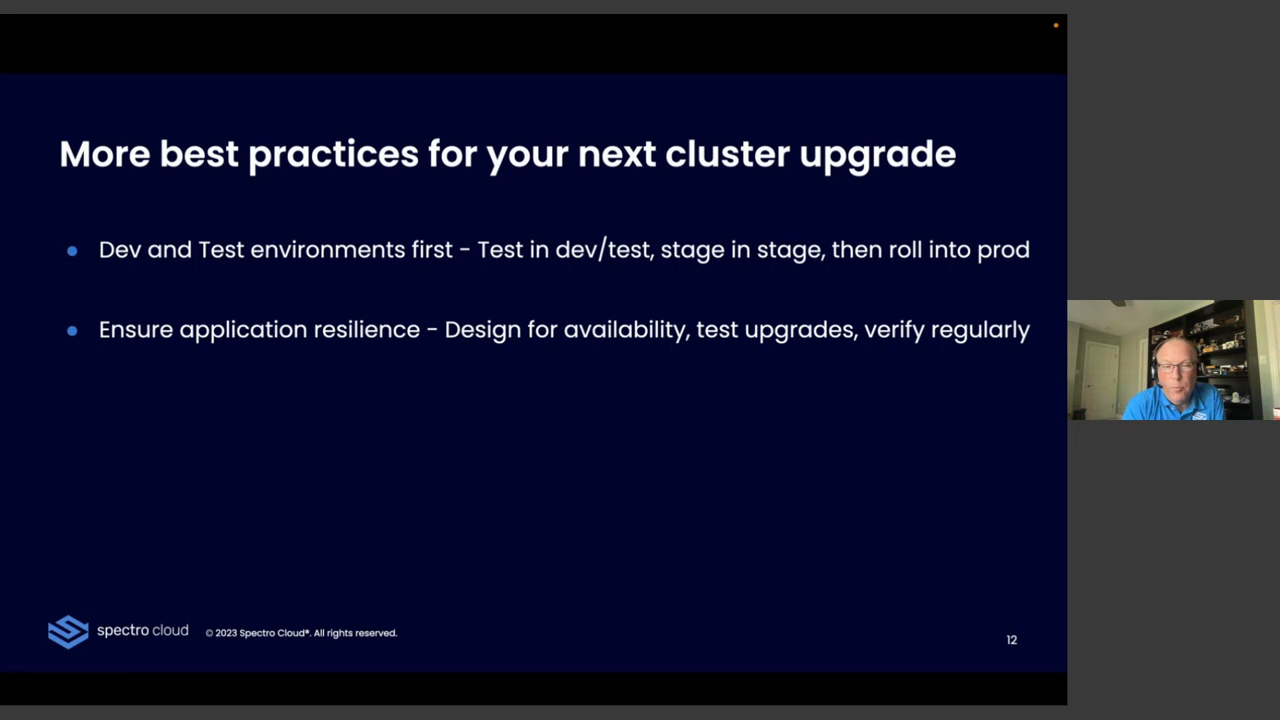 More best practices for your next cluster upgrade
● Dev and Test environments first - Test in dev/test, stage in stage, then roll into prod
● Ensure application resilience - Design for availability, test upgrades, verify regularly
spectro cloud
© 2023 Spectro Cloud®. All rights reserved.
12